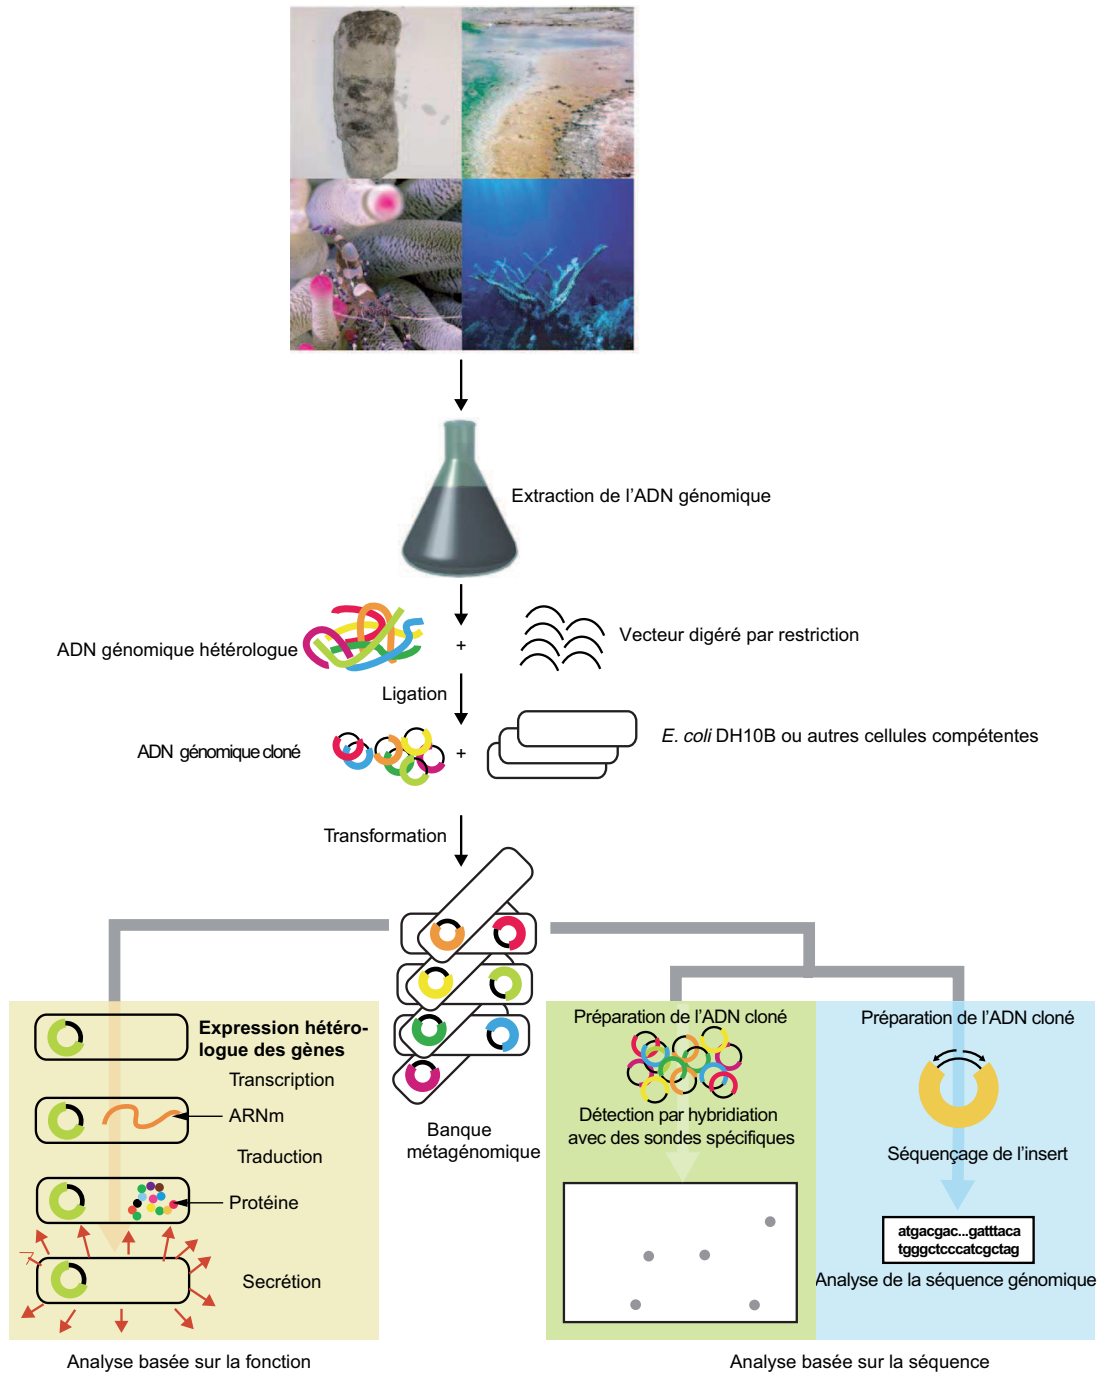 Extraction de l'ADN génomique
ADN génomique hétérologue
+
Vecteur digéré par restriction
Ligation
ADN génomique cloné
+
E. coli DH10B ou autres cellules compétentes
Transformation
Banque
métagénomique
Expression hétéro-
logue des gènes
Transcription
ARNm
Traduction
Protéine
Secrétion
Analyse basée sur la fonction
Préparation de l'ADN cloné
Détection par hybridiation
avec des sondes spécifiques
Préparation de l'ADN cloné
Séquençage de l'insert
atgacgac...gatttaca
tgggctcccatcgctag
Analyse de la séquence génomique
Analyse basée sur la séquence